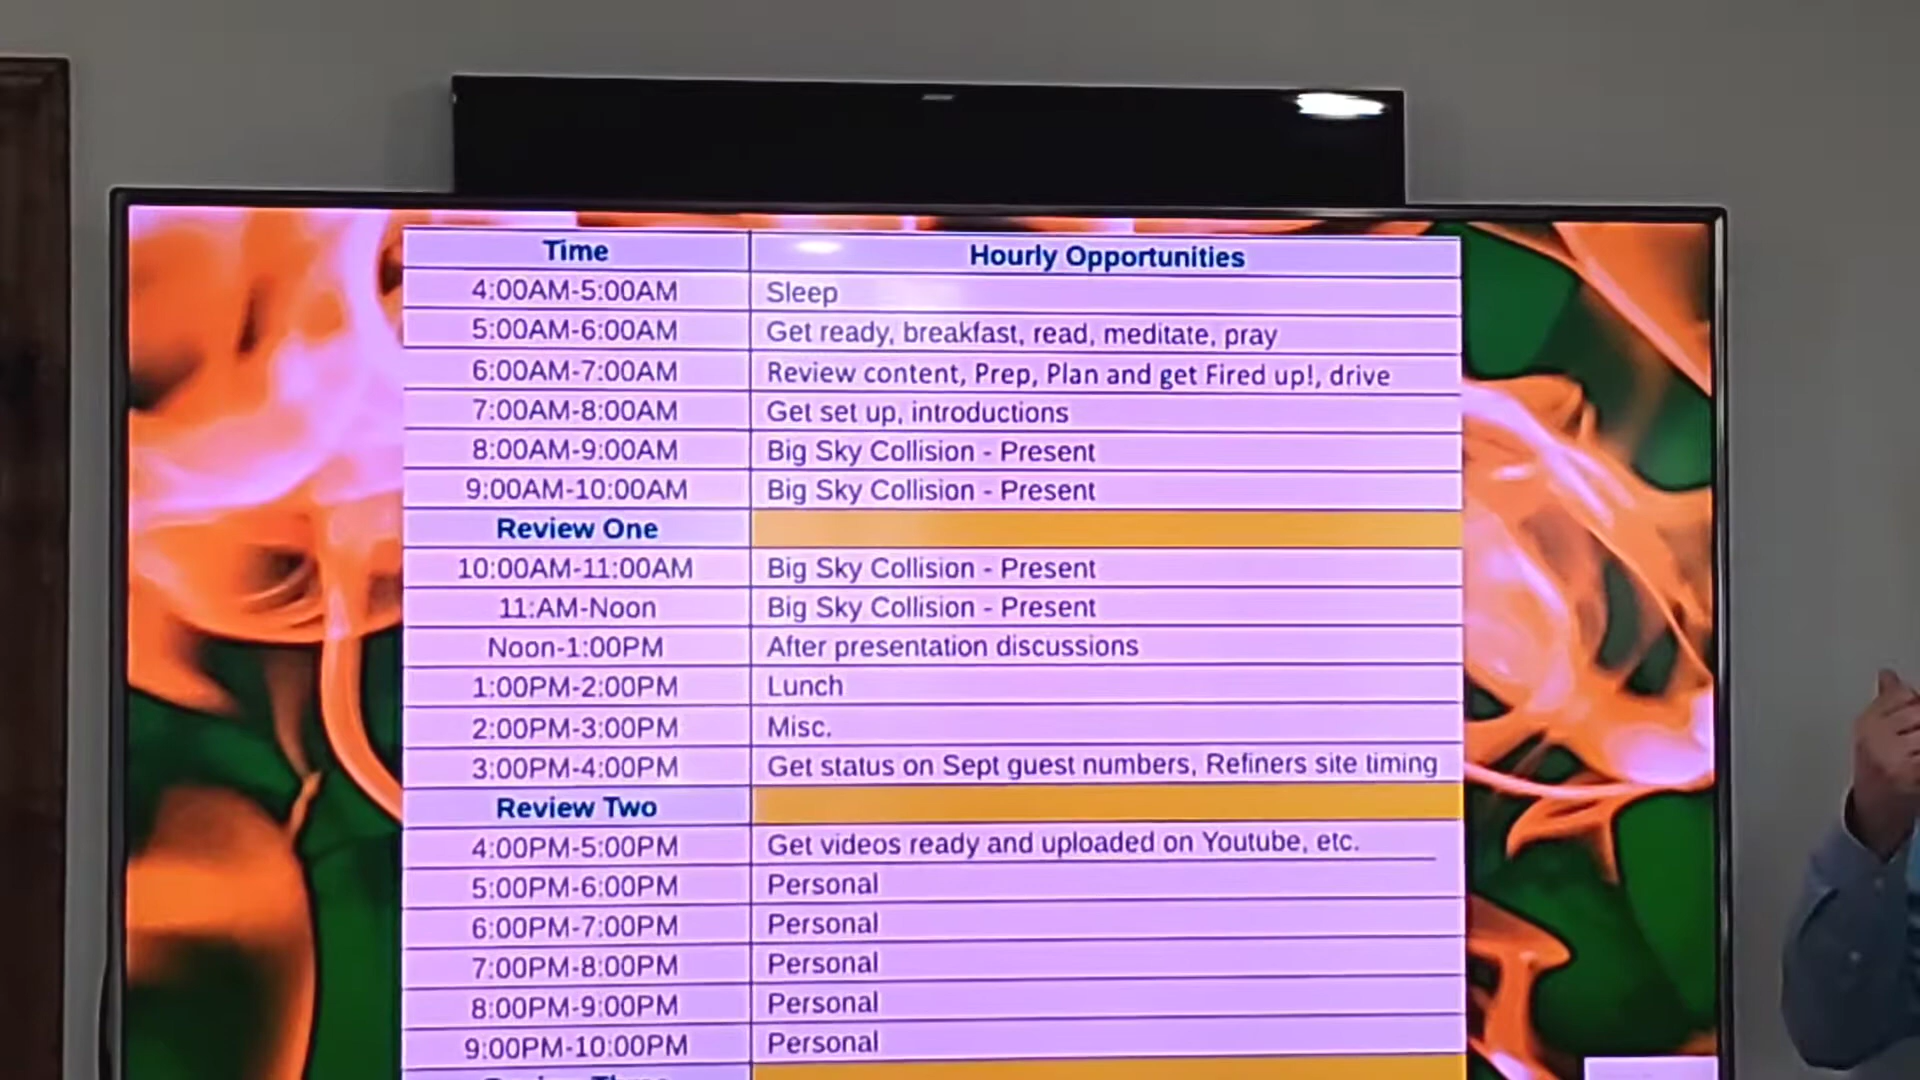 Time Hourly Opportunities
4:00AM-5:00AM Sleep
5:00AM-6:00AM Get ready, breakfast, read, meditate, pray
6:00AM-7:00AM Review content, Prep, Plan and get Fired up!, drive
7:00AM-8:00AM Get set up, introductions
8:00AM-9:00AM Big Sky Collision - Present
9:00AM-10:00AM Big Sky Collision - Present
Review One
10:00AM-11:00AM Big Sky Collision - Present
11:AM-Noon Big Sky Collision - Present
Noon-1:00PM After presentation discussions
1:00PM-2:00PM Lunch
2:00PM-3:00PM Misc.
3:00PM-4:00PM Get status on Sept guest numbers, Refiners site timing
Review Two
4:00PM-5:00PM Get videos ready and uploaded on Youtube, etc.
5:00PM-6:00PM Personal
6:00PM-7:00PM Personal
7:00PM-8:00PM Personal
8:00PM-9:00PM Personal
9:00PM-10:00PM Personal